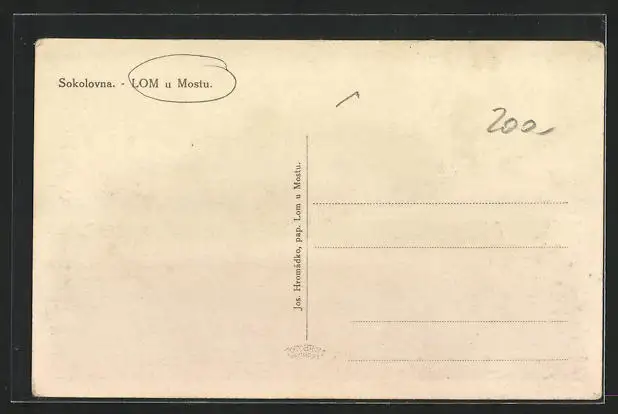 Sokolovna. - LOM u Mostu.
200
Jos. Hromádko, pap. Lom u Mostu.